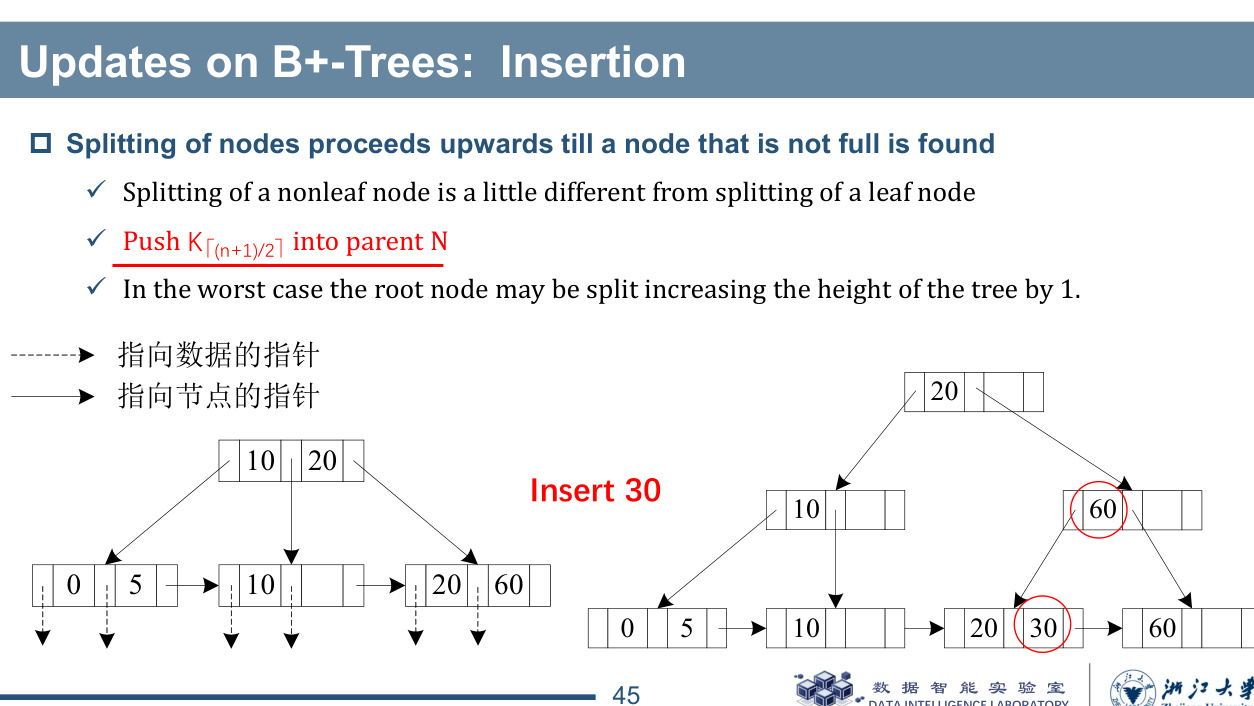 Updates on B+-Trees: Insertion
Splitting of nodes proceeds upwards till a node that is not full is found
Splitting of a nonleaf node is a little different from splitting of a leaf node
Push K⌈(n+1)/2⌉ into parent N
In the worst case the root node may be split increasing the height of the tree by 1.
指向数据的指针
指向节点的指针
10 20
0 5 10 20 60
Insert 30
20
10 60
0 5 10 20 30 60
45
数据智能实验室
DATA INTELLIGENCE LABORATORY
浙江大学